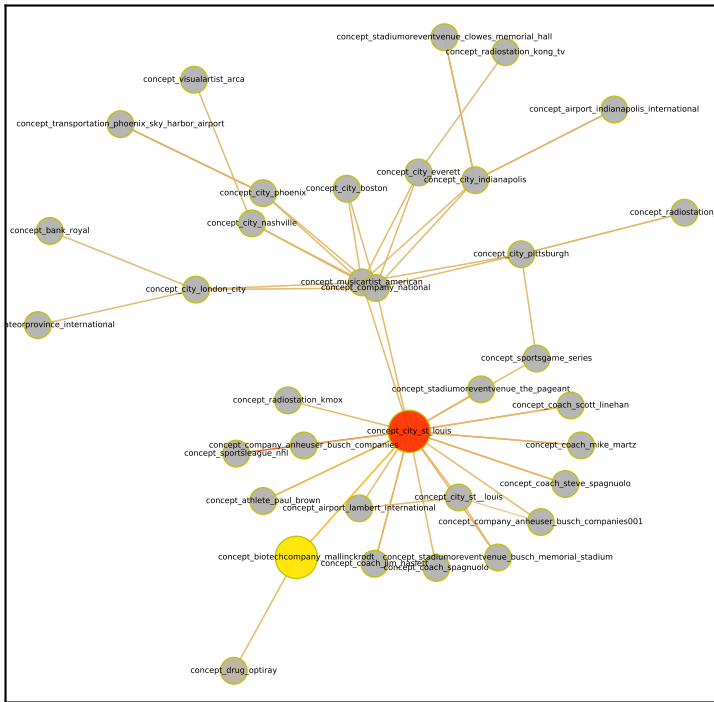 concept_stadiumoreventvenue_clowes_memorial_hall
concept_radiostation_kong_tv
concept_visualartist_arca
concept_airport_indianapolis_international
concept_transportation_phoenix_sky_harbor_airport
concept_city_everett
concept_city_indianapolis
concept_city_boston
concept_city_phoenix
concept_radiostation
concept_city_nashville
concept_bank_royal
concept_city_pittsburgh
concept_musicartist_american
concept_company_national
concept_city_london_city
ateorprovince_international
concept_sportsgame_series
concept_stadiumoreventvenue_the_pageant
concept_radiostation_kmox
concept_coach_scott_linehan
concept_city_st_louis
concept_company_anheuser_busch_companies
concept_coach_mike_martz
concept_sportsleague_nhl
concept_coach_steve_spagnuolo
concept_city_st__louis
concept_athlete_paul_brown
concept_airport_lambert_international
concept_company_anheuser_busch_companies001
concept_biotechcompany_mallinckrodt
concept_stadiumoreventvenue_busch_memorial_stadium
concept_coach_jim_haslett
concept_coach_spagnuolo
concept_drug_optiray